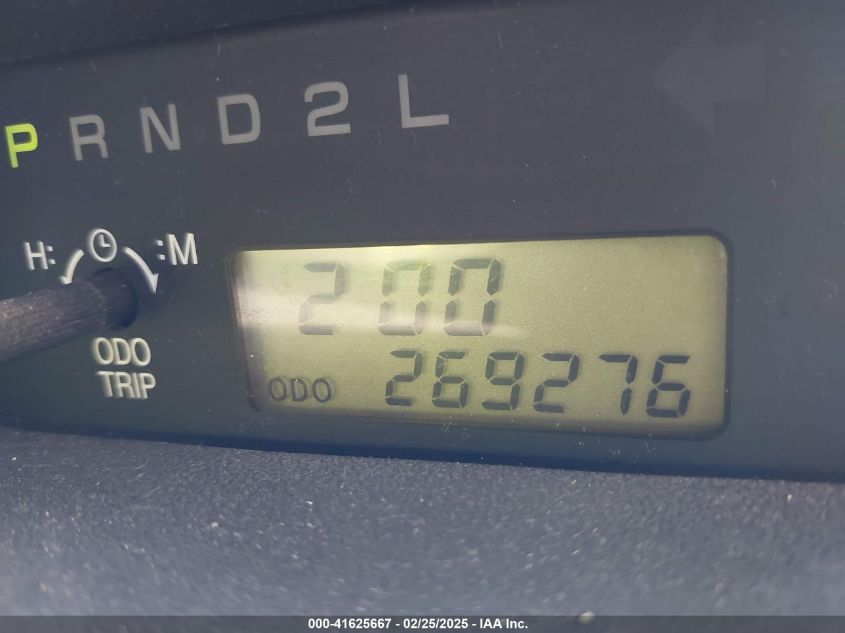 P R N D 2 L
H: :M
ODO
TRIP
2 00
ODO 269276
000-41625667 - 02/25/2025 - IAA Inc.